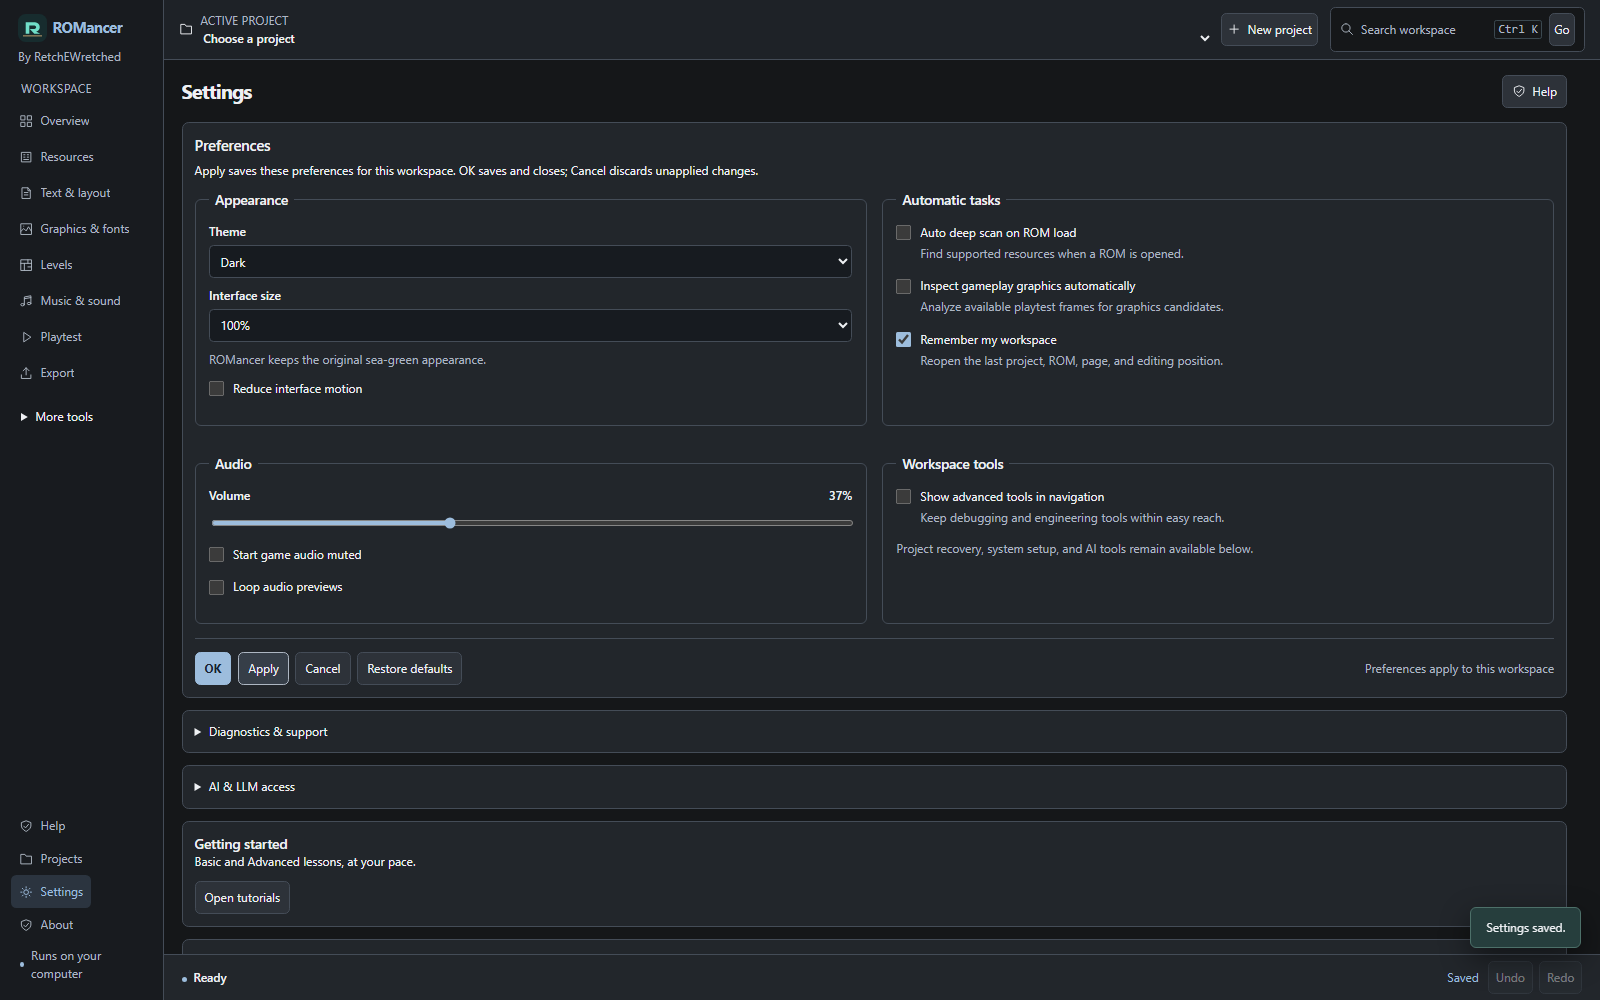 ROMancer
By RetchEWretched
WORKSPACE
Overview
Resources
Text & layout
Graphics & fonts
Levels
Music & sound
Playtest
Export
More tools
Help
Projects
Settings
About
Runs on your
computer
ACTIVE PROJECT
Choose a project
New project
Search workspace
Ctrl K
Go
Settings
Help
Preferences
Apply saves these preferences for this workspace. OK saves and closes; Cancel discards unapplied changes.
Appearance
Theme
Dark
Interface size
100%
ROMancer keeps the original sea-green appearance.
Reduce interface motion
Automatic tasks
Auto deep scan on ROM load
Find supported resources when a ROM is opened.
Inspect gameplay graphics automatically
Analyze available playtest frames for graphics candidates.
Remember my workspace
Reopen the last project, ROM, page, and editing position.
Audio
Volume
37%
Start game audio muted
Loop audio previews
Workspace tools
Show advanced tools in navigation
Keep debugging and engineering tools within easy reach.
Project recovery, system setup, and AI tools remain available below.
OK
Apply
Cancel
Restore defaults
Preferences apply to this workspace
Diagnostics & support
AI & LLM access
Getting started
Basic and Advanced lessons, at your pace.
Open tutorials
Settings saved.
Ready
Saved
Undo
Redo